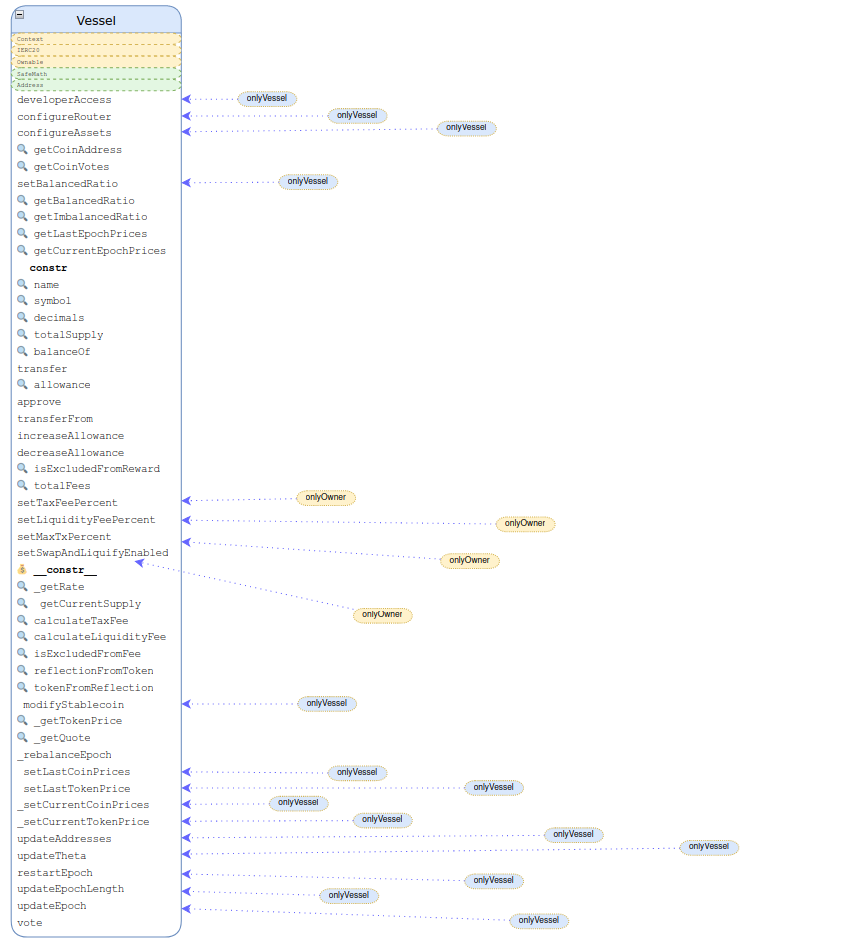 Vessel
Context
IERC20
Ownable
SafeMath
Address
developerAccess onlyVessel
configureRouter onlyVessel
configureAssets onlyVessel
getCoinAddress
getCoinVotes
setBalancedRatio onlyVessel
getBalancedRatio
getImbalancedRatio
getLastEpochPrices
getCurrentEpochPrices
constr
name
symbol
decimals
totalSupply
balanceOf
transfer
allowance
approve
transferFrom
increaseAllowance
decreaseAllowance
isExcludedFromReward
totalFees
setTaxFeePercent onlyOwner
setLiquidityFeePercent onlyOwner
setMaxTxPercent onlyOwner
setSwapAndLiquifyEnabled
__constr__
_getRate
_getCurrentSupply onlyOwner
calculateTaxFee
calculateLiquidityFee
isExcludedFromFee
reflectionFromToken
tokenFromReflection
_modifyStablecoin onlyVessel
_getTokenPrice
_getQuote
_rebalanceEpoch
_setLastCoinPrices onlyVessel
_setLastTokenPrice onlyVessel
_setCurrentCoinPrices onlyVessel
_setCurrentTokenPrice onlyVessel
updateAddresses onlyVessel
updateTheta onlyVessel
restartEpoch onlyVessel
updateEpochLength onlyVessel
updateEpoch onlyVessel
vote